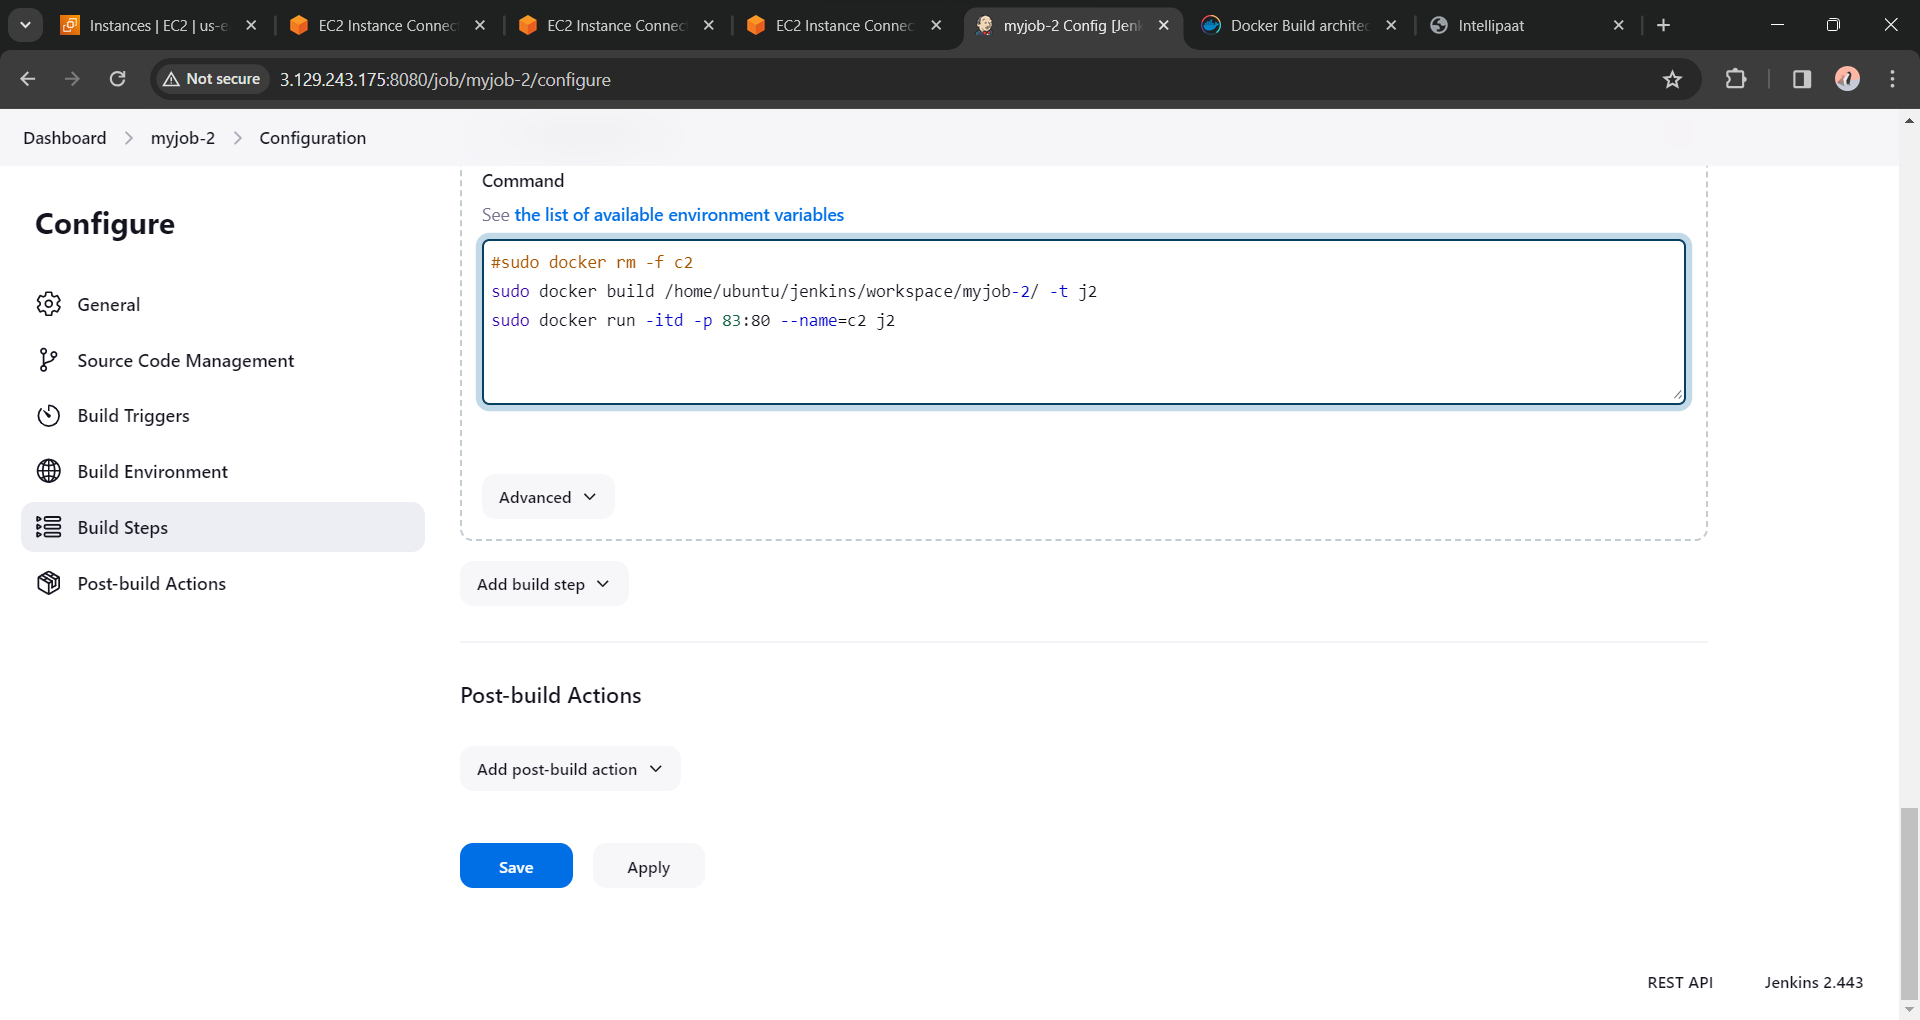 Instances | EC2 | us-e
EC2 Instance Connec
EC2 Instance Connec
EC2 Instance Connec
myjob-2 Config [Jenk
Docker Build architec
Intellipaat
Not secure
3.129.243.175:8080/job/myjob-2/configure
Dashboard > myjob-2 > Configuration
Configure
General
Source Code Management
Build Triggers
Build Environment
Build Steps
Post-build Actions
Command
See the list of available environment variables
#sudo docker rm -f c2
sudo docker build /home/ubuntu/jenkins/workspace/myjob-2/ -t j2
sudo docker run -itd -p 83:80 --name=c2 j2
Advanced
Add build step
Post-build Actions
Add post-build action
Save
Apply
REST API
Jenkins 2.443